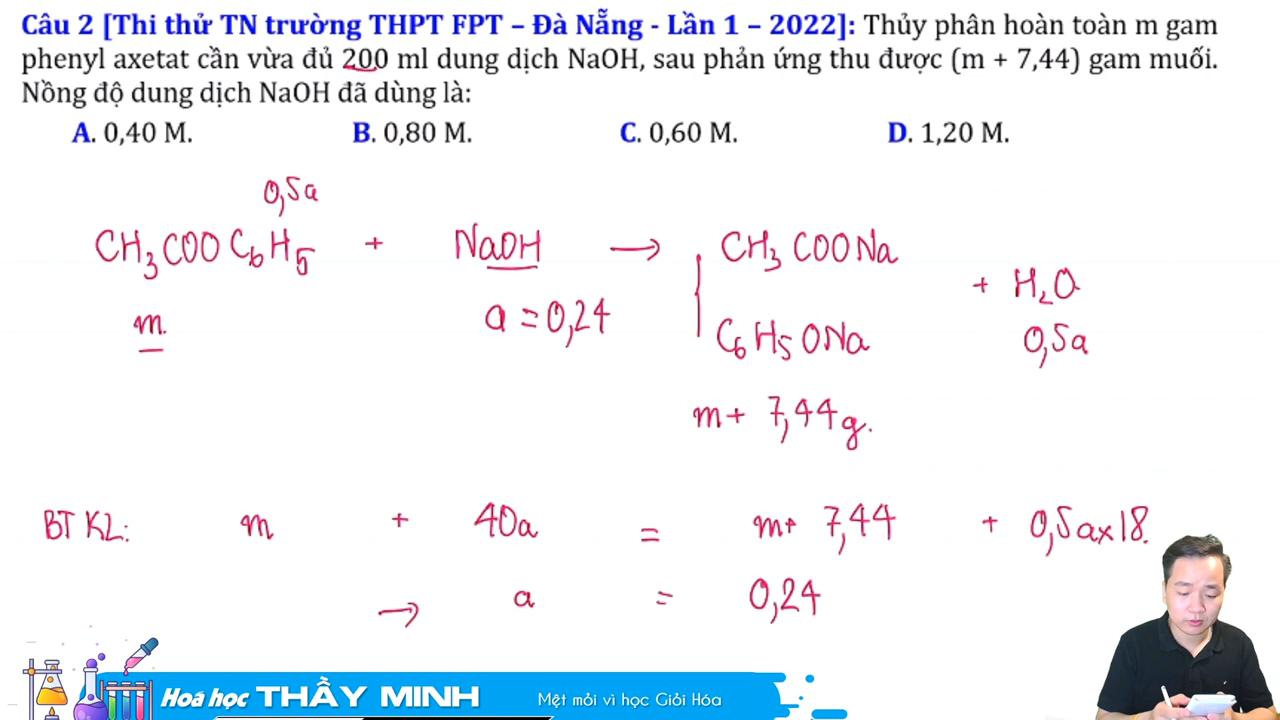 Câu 2 [Thi thử TN trường THPT FPT – Đà Nẵng - Lần 1 – 2022]: Thủy phân hoàn toàn m gam
phenyl axetat cần vừa đủ 200 ml dung dịch NaOH, sau phản ứng thu được (m + 7,44) gam muối.
Nồng độ dung dịch NaOH đã dùng là:
A. 0,40 M. B. 0,80 M. C. 0,60 M. D. 1,20 M.
0,5a
CH₃COOC₆H₅ + NaOH → CH₃COONa
+ H₂O
m. a = 0,24
C₆H₅ONa 0,5a
m + 7,44g.
BTKL: m + 40a = m + 7,44 + 0,5a×18.
→ a = 0,24
Hoá học THẦY MINH Mệt mỏi vì học Giỏi Hóa